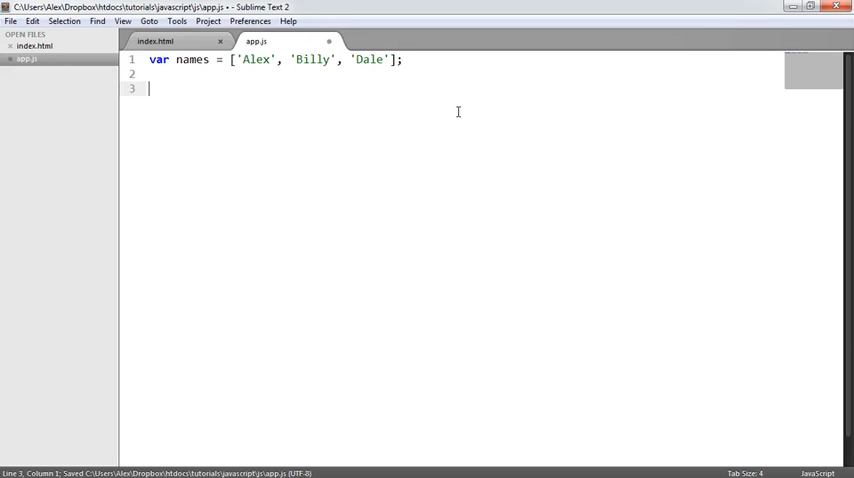 C:\Users\Alex\Dropbox\htdocs\tutorials\javascript\js\app.js • - Sublime Text 2
File Edit Selection Find View Goto Tools Project Preferences Help
OPEN FILES
index.html
app.js
index.html app.js
1 var names = ['Alex', 'Billy', 'Dale'];
2
3
Line 3, Column 1; Saved C:\Users\Alex\Dropbox\htdocs\tutorials\javascript\js\app.js (UTF-8) Tab Size: 4 JavaScript